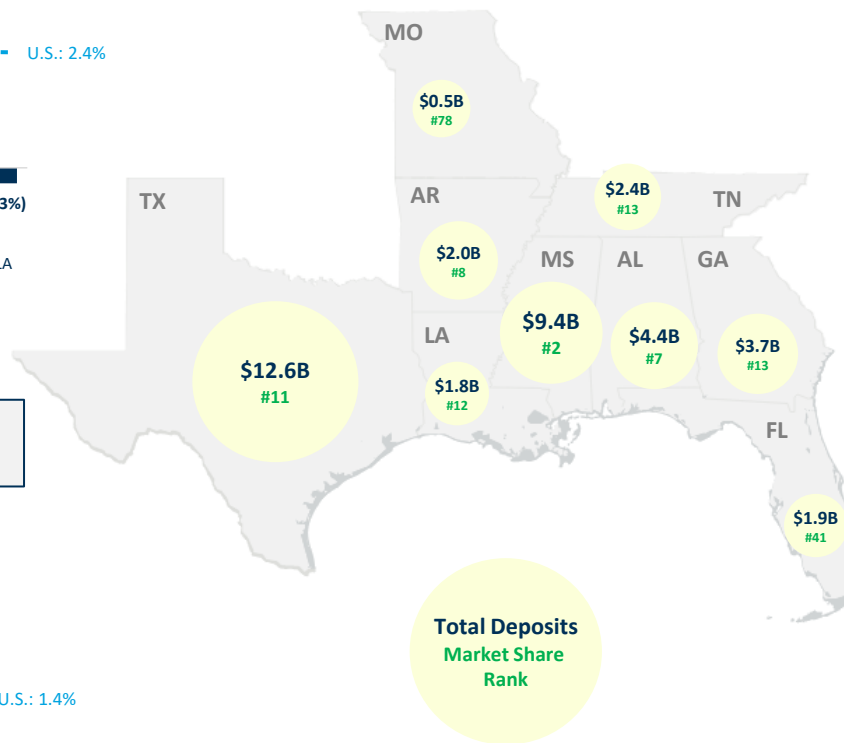 MO
U.S.: 2.4%
$0.5B
#78
3%)
TX
AR
$2.4B
#13
TN
LA
$2.0B
#8
MS
AL
GA
$9.4B
#2
LA
$4.4B
#7
$3.7B
#13
$12.6B
#11
$1.8B
#12
FL
$1.9B
#41
Total Deposits
Market Share
Rank
U.S.: 1.4%